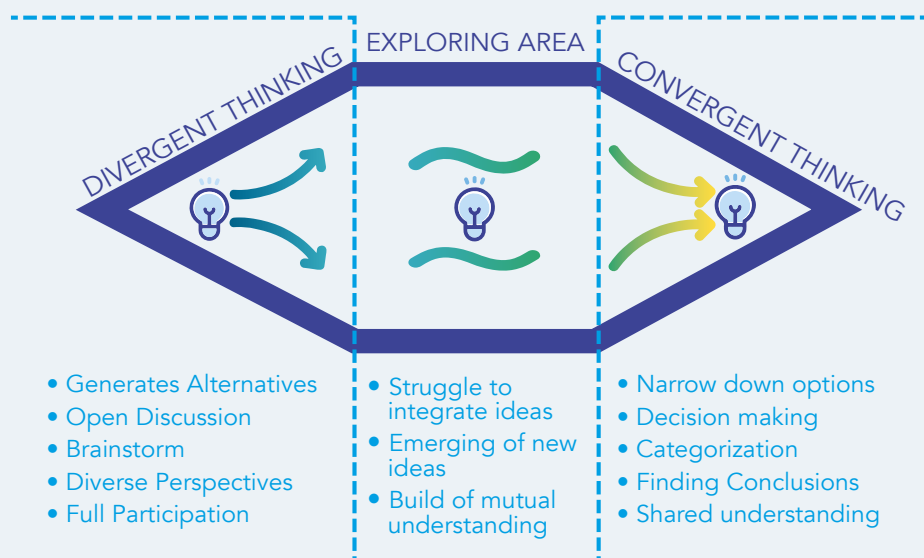 DIVERGENT THINKING
EXPLORING AREA
CONVERGENT THINKING
• Generates Alternatives
• Open Discussion
• Brainstorm
• Diverse Perspectives
• Full Participation
• Struggle to
integrate ideas
• Emerging of new
ideas
• Build of mutual
understanding
• Narrow down options
• Decision making
• Categorization
• Finding Conclusions
• Shared understanding